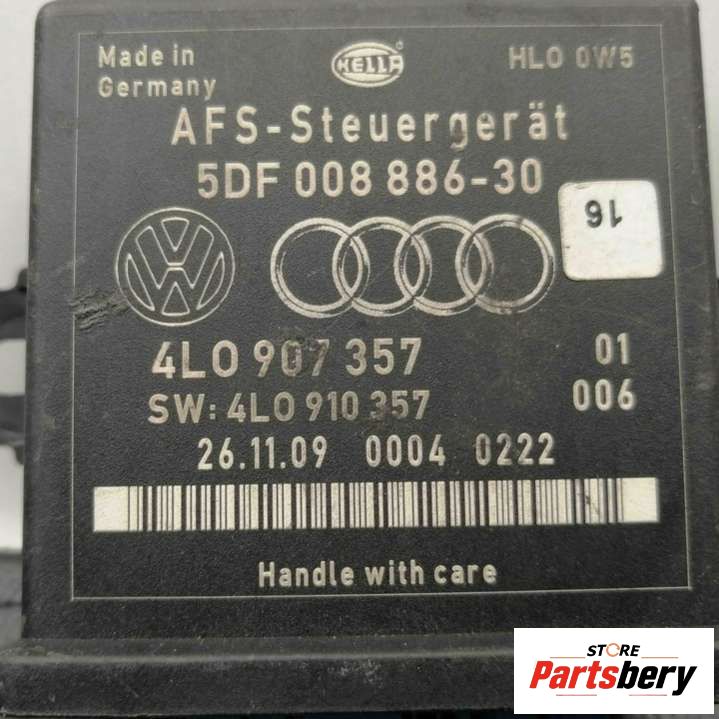 Made in
Germany
HELLA
HLO 0W5
AFS-Steuergerät
5DF 008 886-30
16
4L0 907 357 01
SW: 4L0 910 357 006
26.11.09 0004 0222
Handle with care
STORE
Partsbery